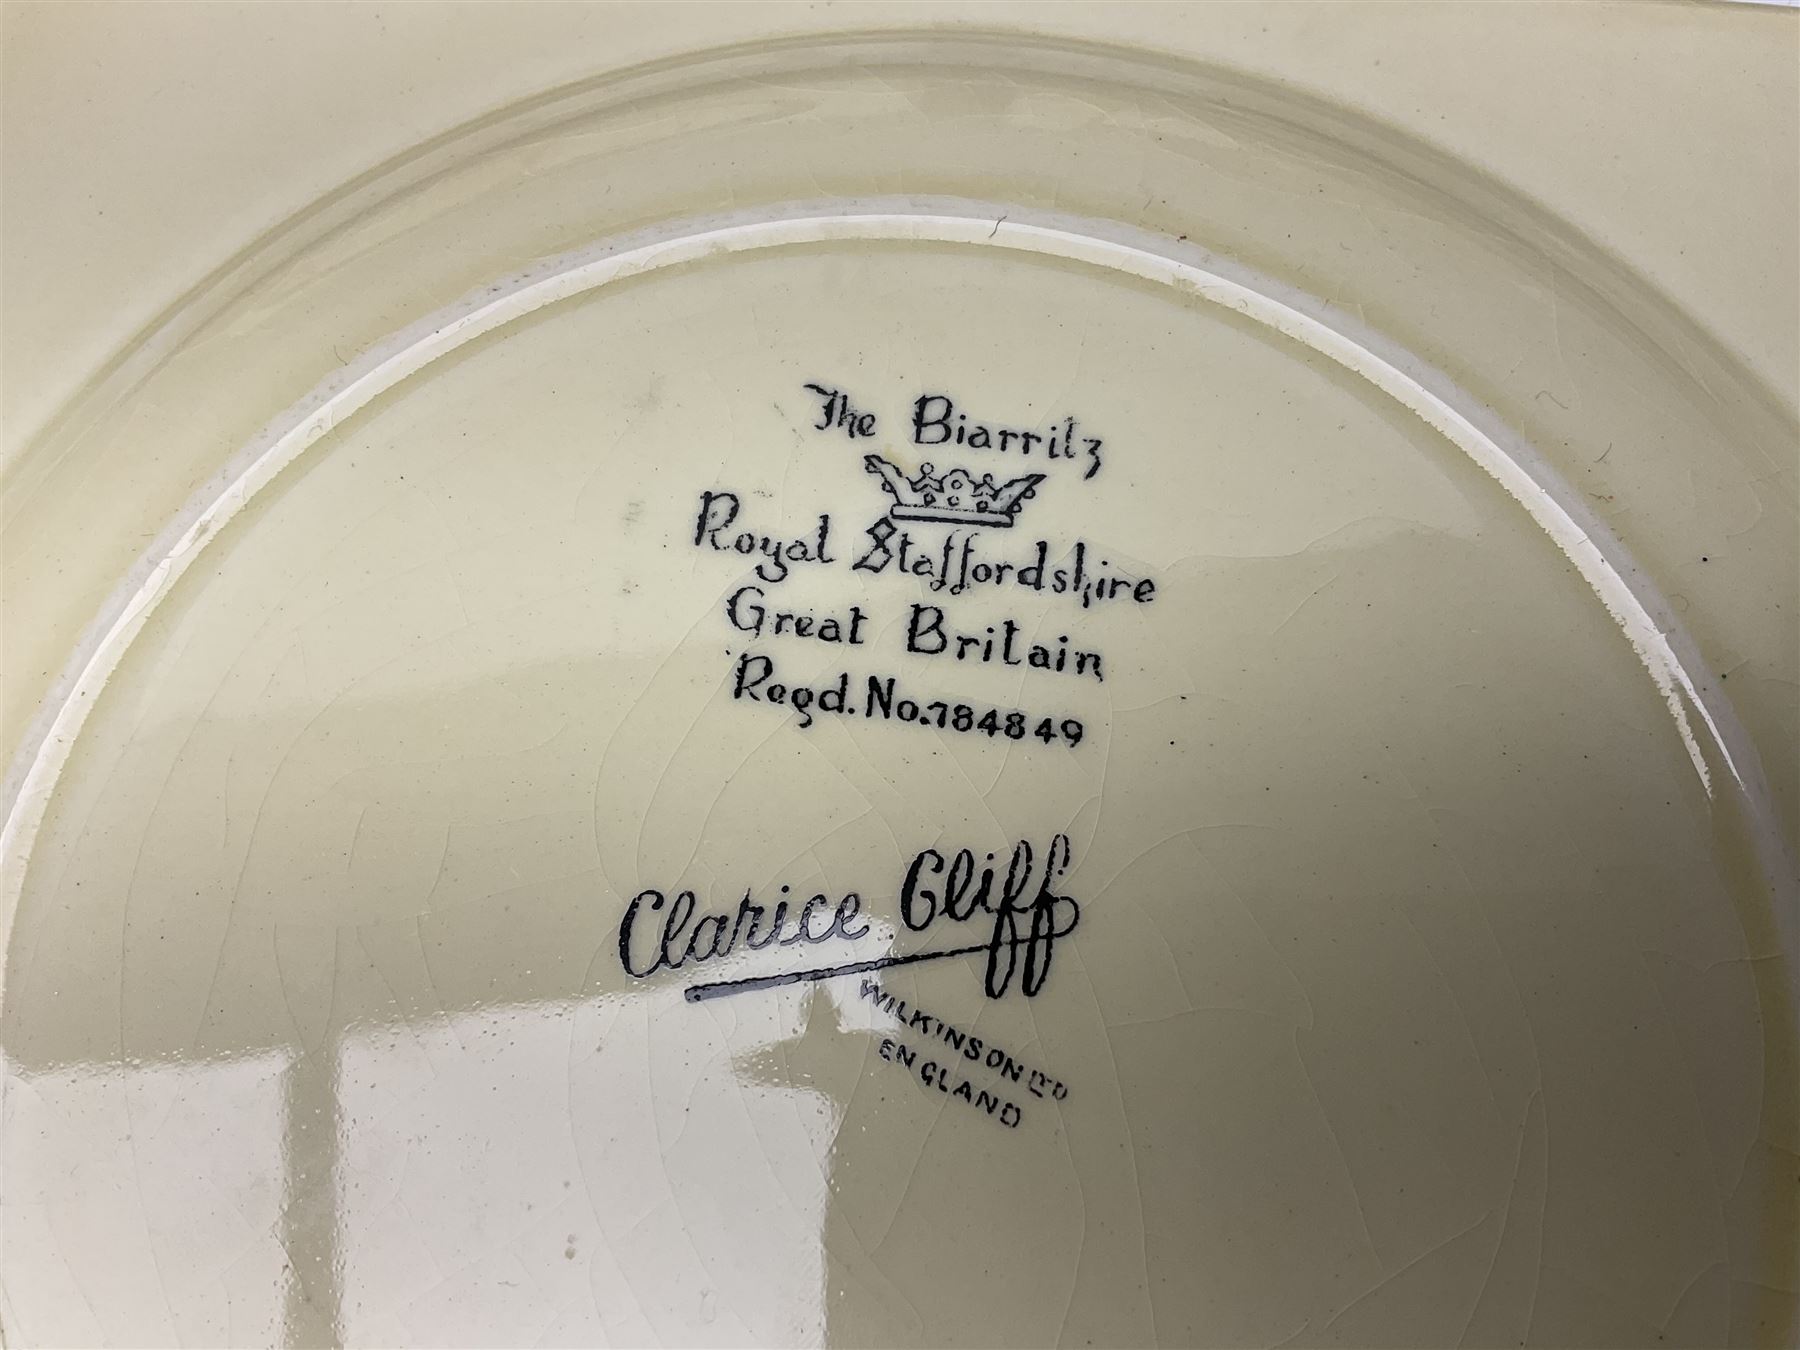 The Biarritz
Royal Staffordshire
Great Britain
Regd. No. 784849
Clarice Cliff
WILKINSON LTD
ENGLAND